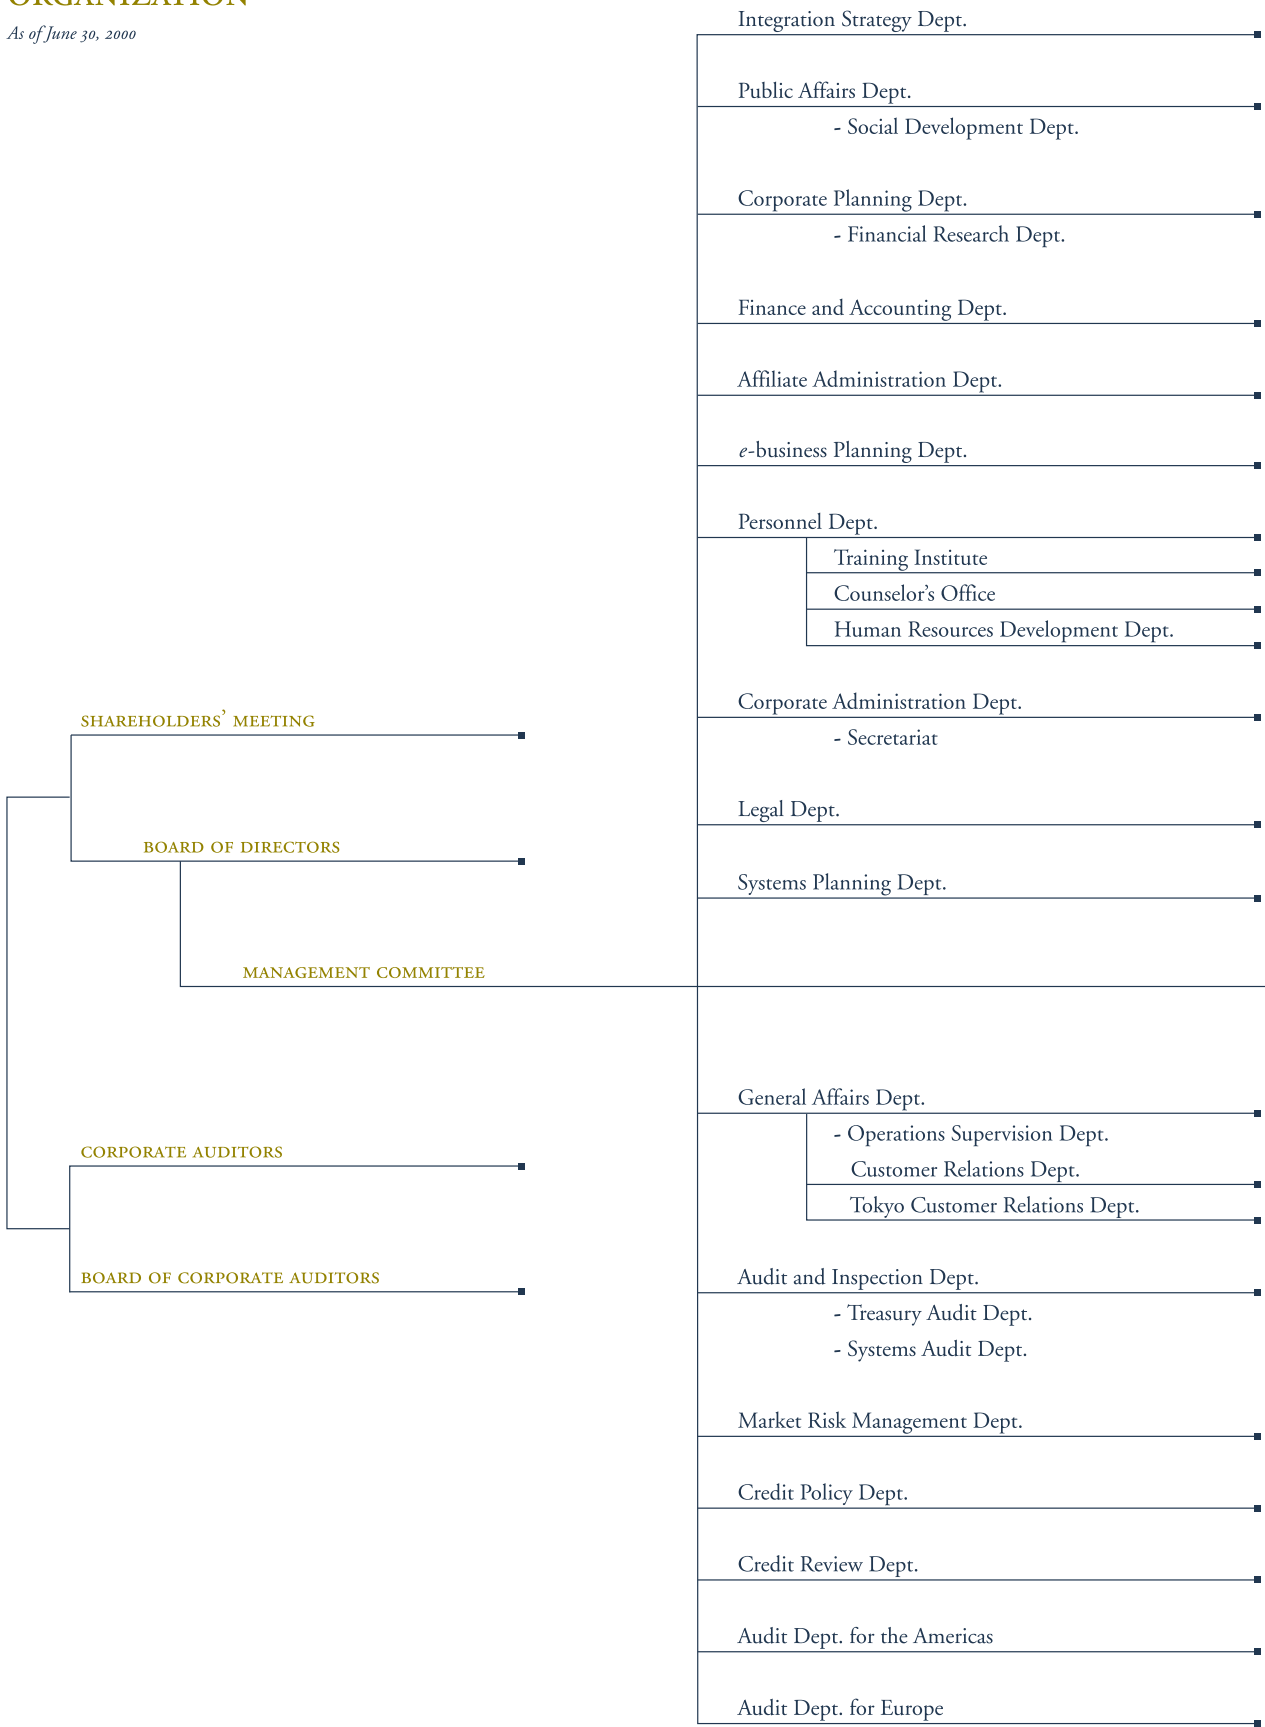 ORGANIZATION
As of June 30, 2000
Integration Strategy Dept.
Public Affairs Dept.
- Social Development Dept.
Corporate Planning Dept.
- Financial Research Dept.
Finance and Accounting Dept.
Affiliate Administration Dept.
e-business Planning Dept.
Personnel Dept.
Training Institute
Counselor’s Office
Human Resources Development Dept.
Corporate Administration Dept.
- Secretariat
Legal Dept.
Systems Planning Dept.
SHAREHOLDERS’ MEETING
BOARD OF DIRECTORS
MANAGEMENT COMMITTEE
CORPORATE AUDITORS
BOARD OF CORPORATE AUDITORS
General Affairs Dept.
- Operations Supervision Dept.
Customer Relations Dept.
Tokyo Customer Relations Dept.
Audit and Inspection Dept.
- Treasury Audit Dept.
- Systems Audit Dept.
Market Risk Management Dept.
Credit Policy Dept.
Credit Review Dept.
Audit Dept. for the Americas
Audit Dept. for Europe